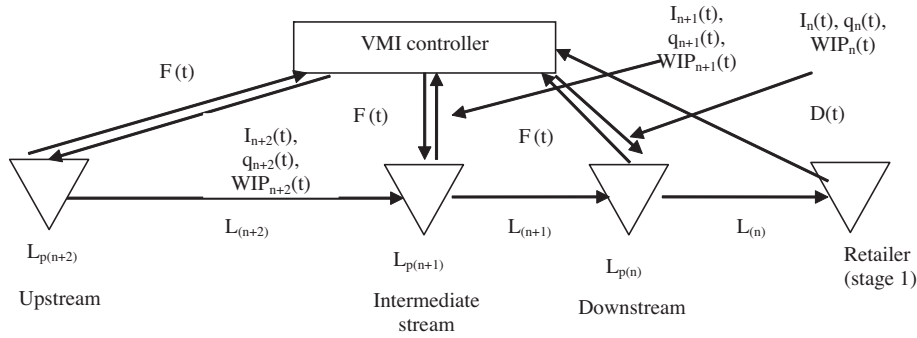 VMI controller
I_{n+1}(t),
q_{n+1}(t),
WIP_{n+1}(t)
I_n(t), q_n(t),
WIP_n(t)
F(t)
F(t)
F(t)
D(t)
I_{n+2}(t),
q_{n+2}(t),
WIP_{n+2}(t)
L_{(n+2)}
L_{(n+1)}
L_{(n)}
L_{p(n+2)}
L_{p(n+1)}
L_{p(n)}
Retailer
(stage 1)
Upstream
Intermediate
stream
Downstream